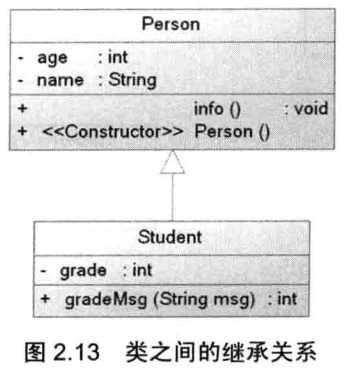 Person
- age : int
- name : String
+ info () : void
+ <<Constructor>> Person ()
Student
- grade : int
+ gradeMsg (String msg) : int
图 2.13 类之间的继承关系